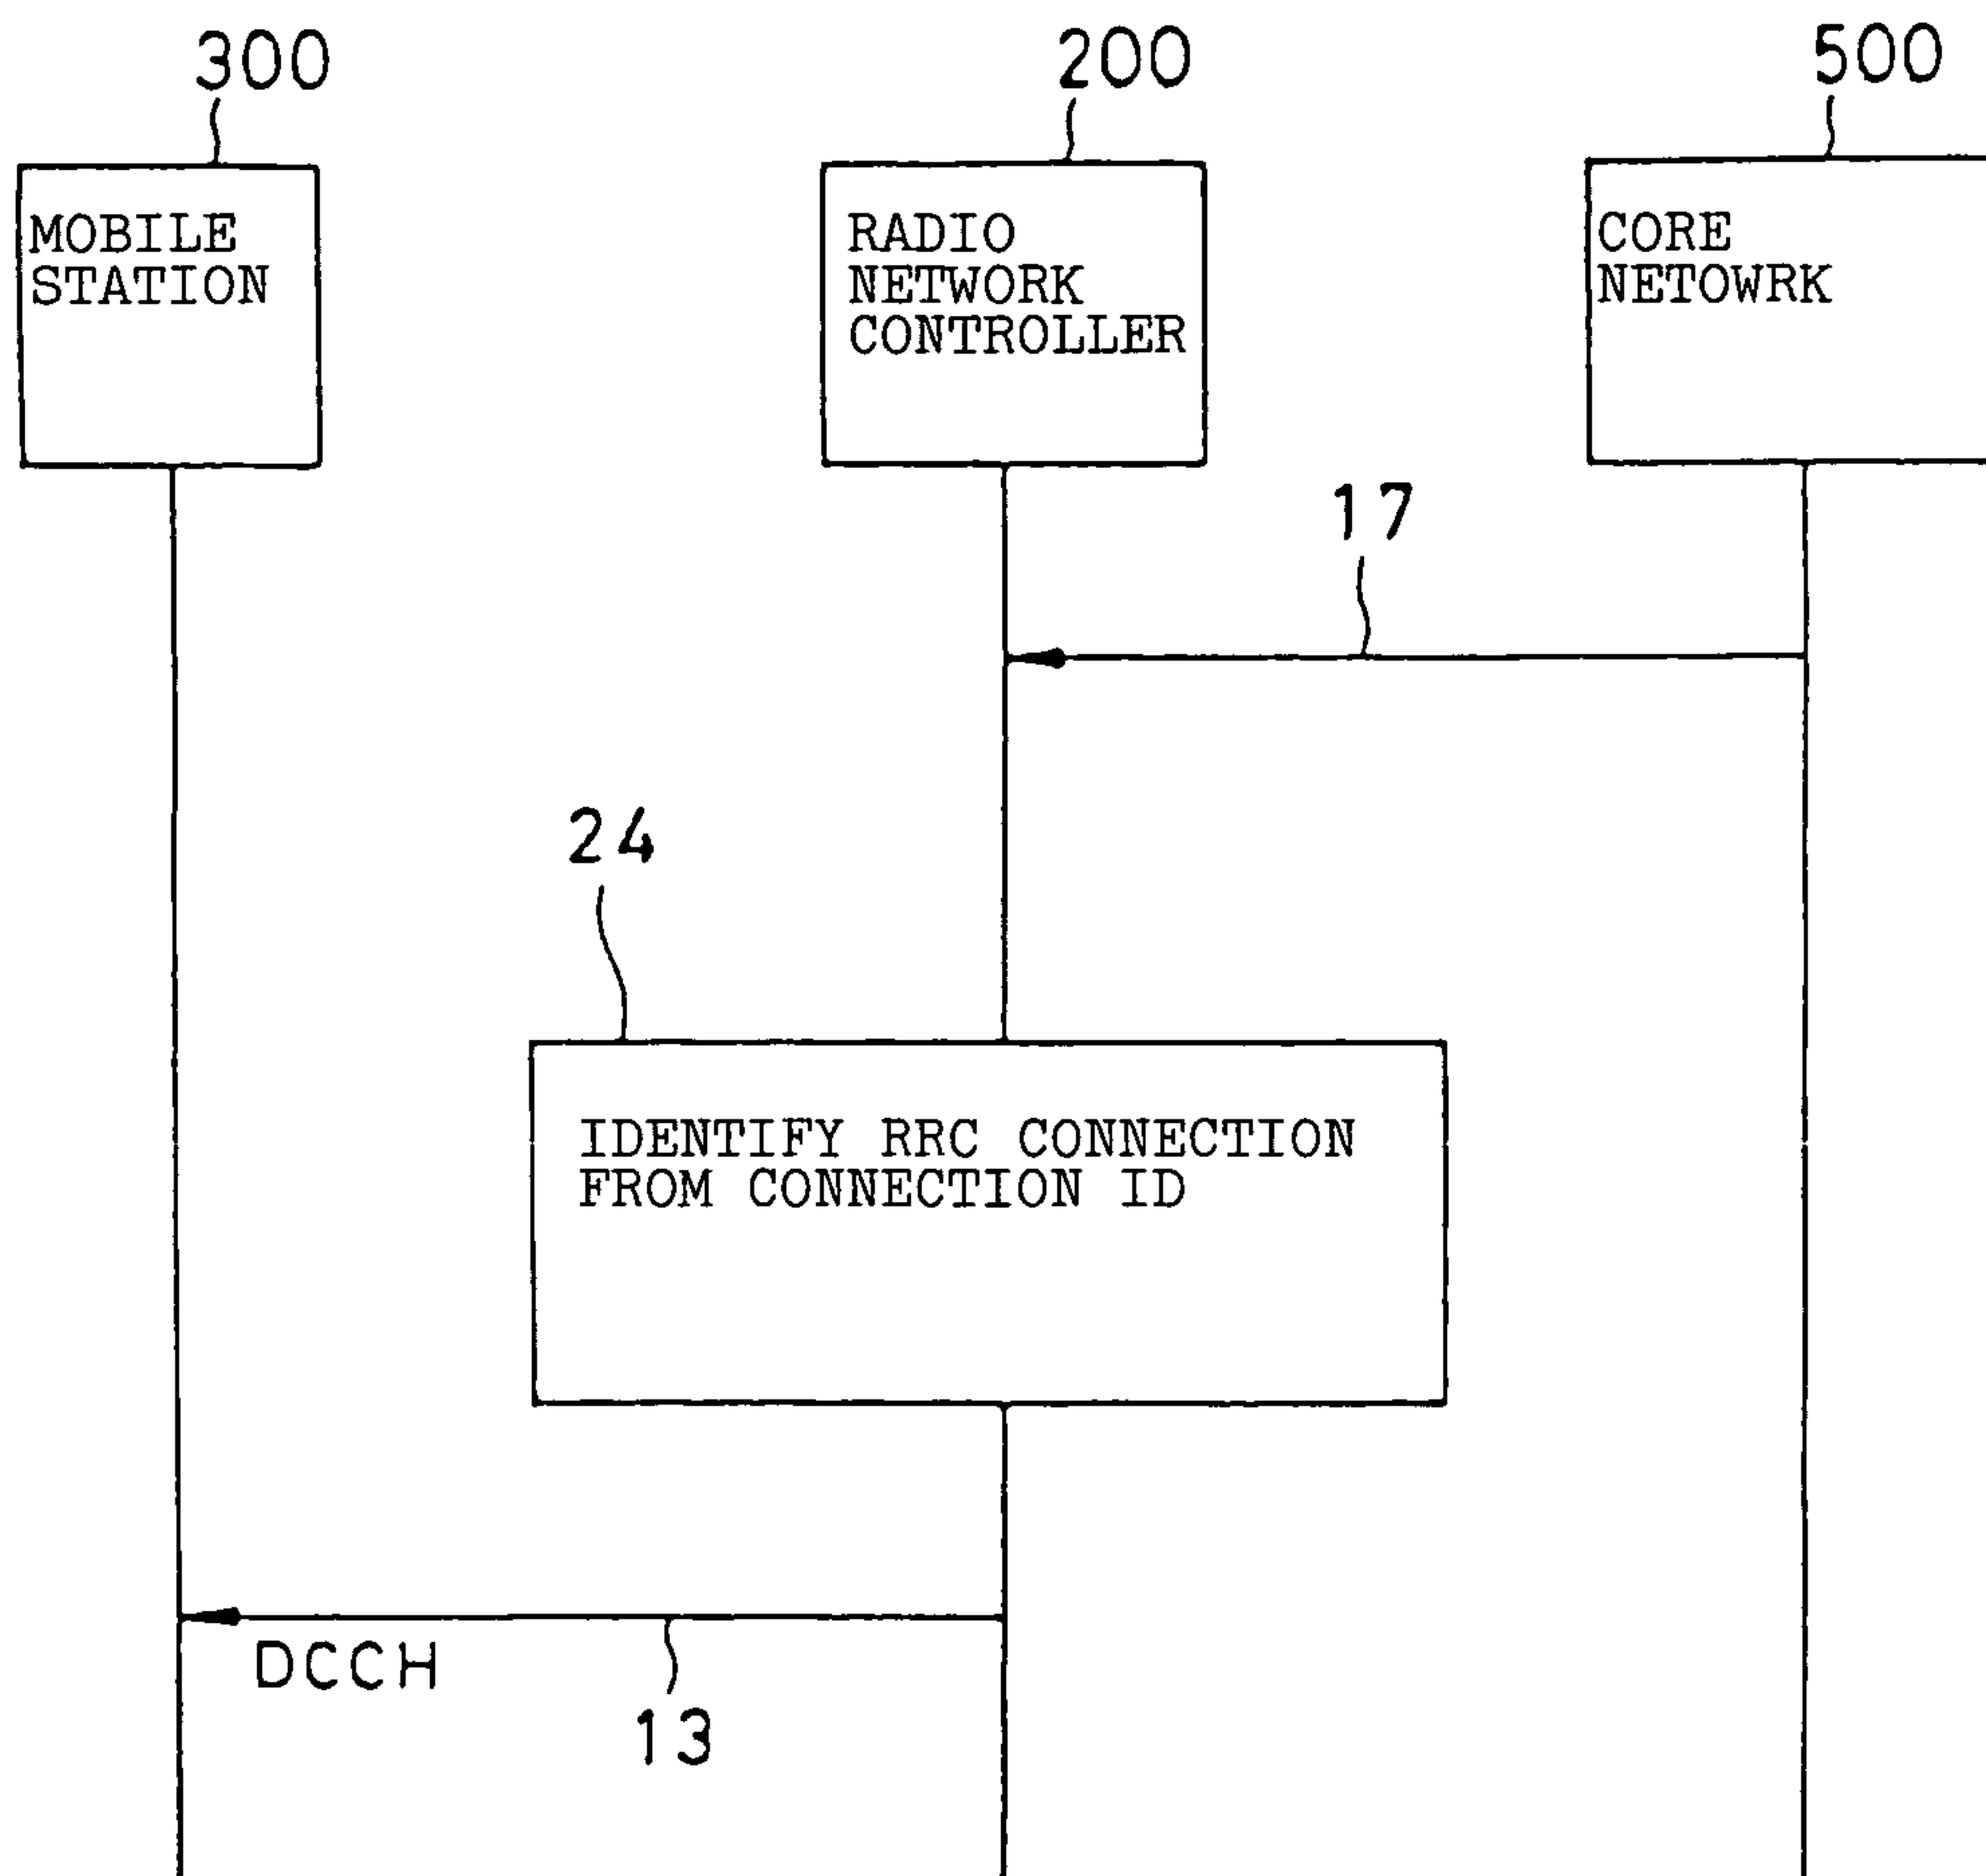 300
200
500
MOBILE
STATION
RADIO
NETWORK
CONTROLLER
CORE
NETOWRK
17
24
IDENTIFY RRC CONNECTION
FROM CONNECTION ID
DCCH
13